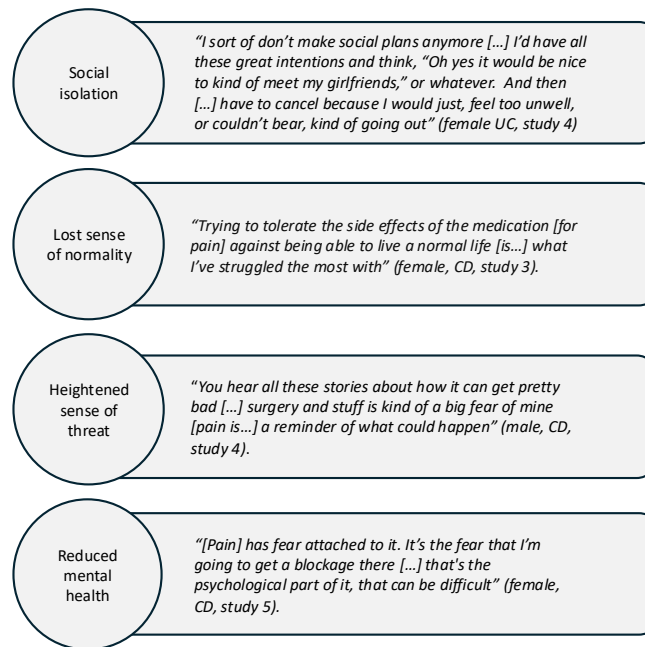 Social
isolation
“I sort of don’t make social plans anymore […] I’d have all
these great intentions and think, “Oh yes it would be nice
to kind of meet my girlfriends,” or whatever.  And then
[…] have to cancel because I would just, feel too unwell,
or couldn’t bear, kind of going out” (female UC, study 4)
Lost sense
of normality
“Trying to tolerate the side effects of the medication [for
pain] against being able to live a normal life [is…] what
I’ve struggled the most with” (female, CD, study 3).
Heightened
sense of
threat
“You hear all these stories about how it can get pretty
bad […] surgery and stuff is kind of a big fear of mine
[pain is…] a reminder of what could happen” (male, CD,
study 4).
Reduced
mental
health
“[Pain] has fear attached to it. It’s the fear that I’m
going to get a blockage there […] that's the
psychological part of it, that can be difficult” (female,
CD, study 5).